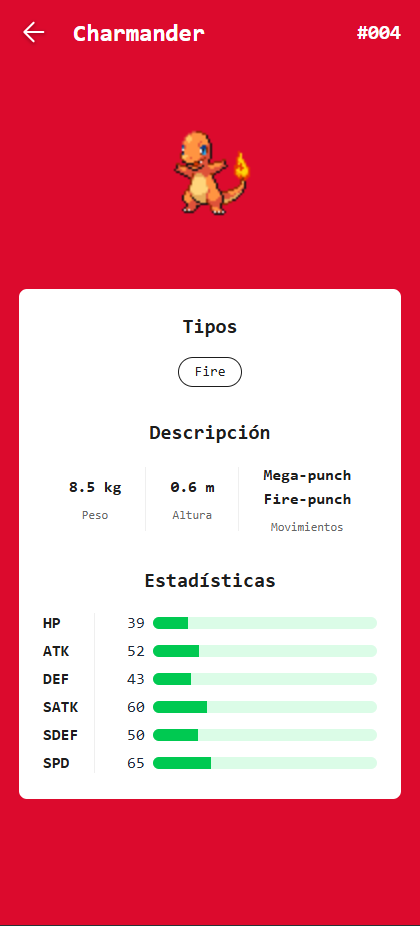 Charmander #004
Tipos
Fire
Descripción
8.5 kg
Peso
0.6 m
Altura
Mega-punch
Fire-punch
Movimientos
Estadísticas
HP 39
ATK 52
DEF 43
SATK 60
SDEF 50
SPD 65